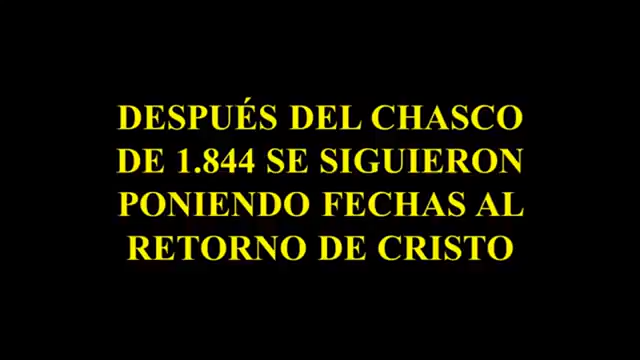 DESPUÉS DEL CHASCO
DE 1.844 SE SIGUIERON
PONIENDO FECHAS AL
RETORNO DE CRISTO